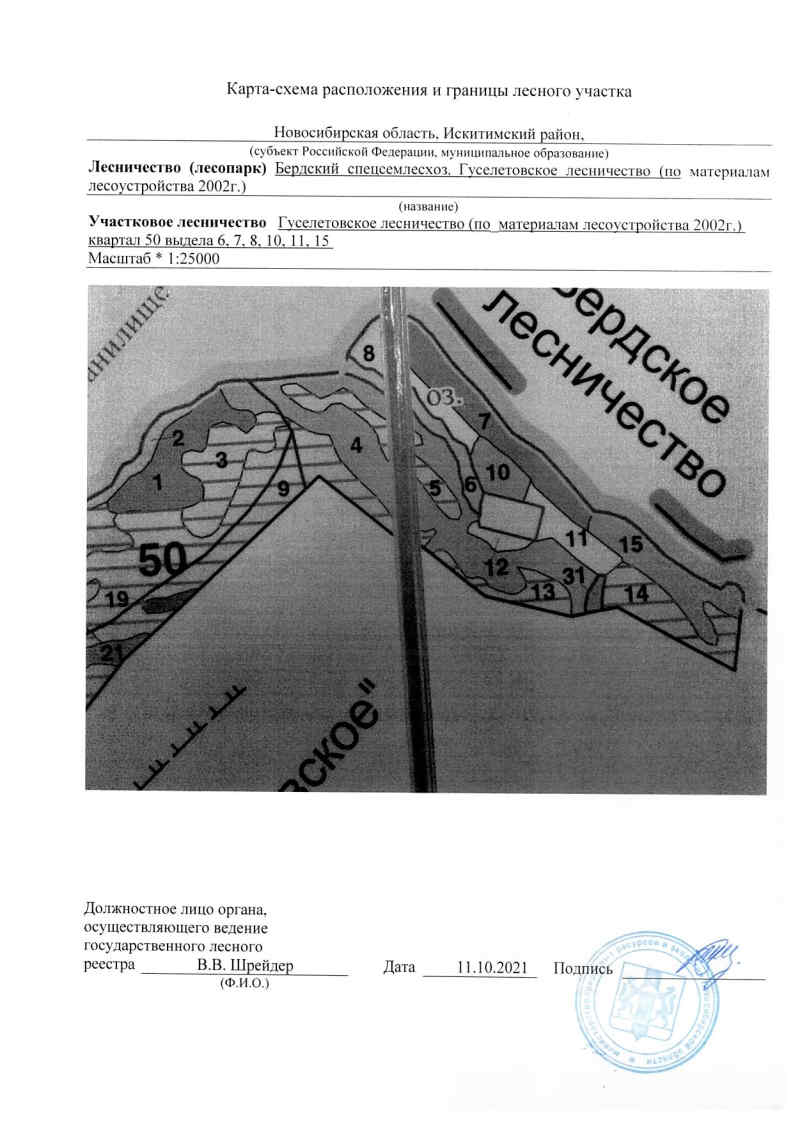 Карта-схема расположения и границы лесного участка
Новосибирская область, Искитимский район,
(субъект Российской Федерации, муниципальное образование)
Лесничество (лесопарк) Бердский спецсемлесхоз, Гуселетовское лесничество (по материалам
лесоустройства 2002г.)
(название)
Участковое лесничество Гуселетовское лесничество (по материалам лесоустройства 2002г.)
квартал 50 выдела 6, 7, 8, 10, 11, 15
Масштаб * 1:25000
анилище
Бердское
лесничество
8
оз.
7
2
3
4
1
10
9
5
6
11
15
50
12
31
13
14
19
21
вское"
Должностное лицо органа,
осуществляющего ведение
государственного лесного
реестра В.В. Шрейдер Дата 11.10.2021 Подпись
(Ф.И.О.)